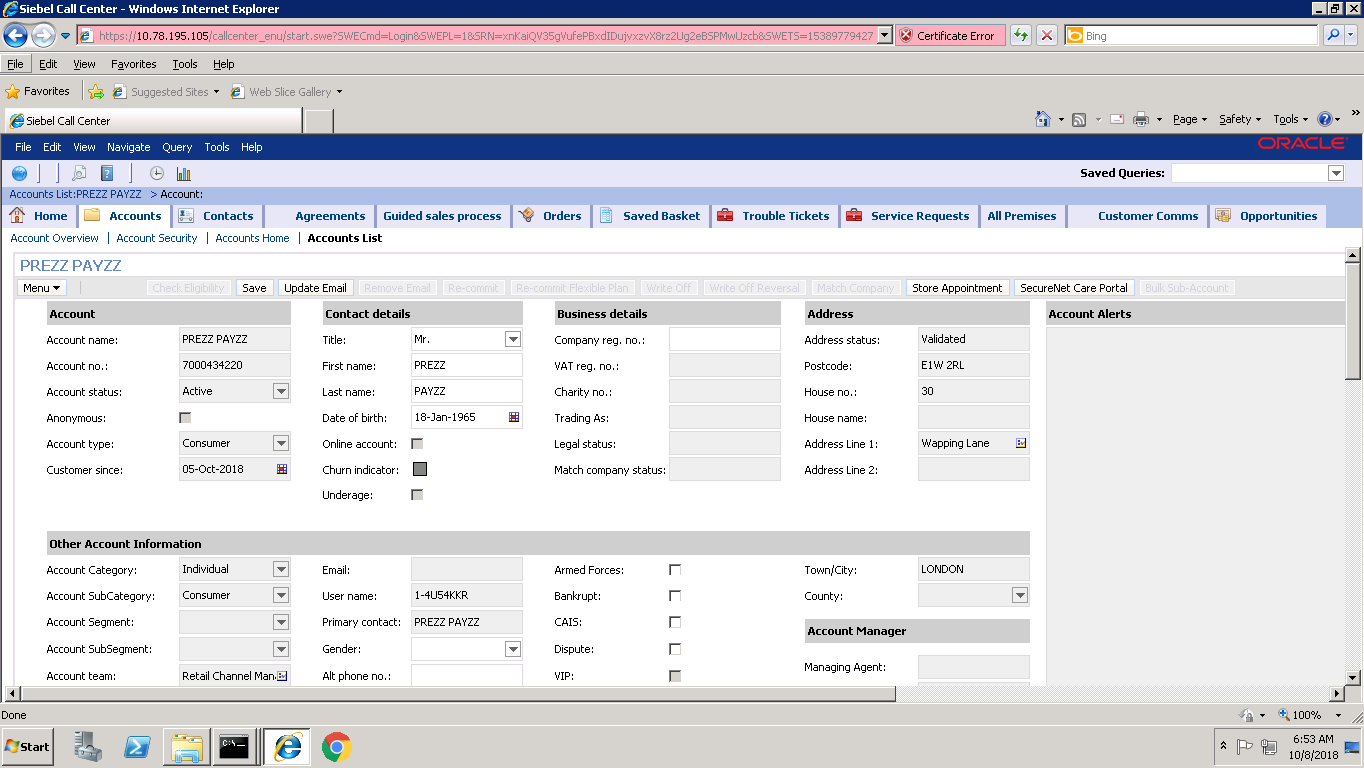 Siebel Call Center - Windows Internet Explorer
https://10.78.195.105/callcenter_enu/start.swe?SWECmd=Login&SWEPL=1&SRN=xnKaiQV35gVufePBxdIDujvxzvX8rz2Ug2eBSPMwUzcb&SWETS=15389779427 Certificate Error Bing
File Edit View Favorites Tools Help
Favorites Suggested Sites Web Slice Gallery
Siebel Call Center Page Safety Tools
File Edit View Navigate Query Tools Help ORACLE
Saved Queries:
Accounts List:PREZZ PAYZZ > Account:
Home Accounts Contacts Agreements Guided sales process Orders Saved Basket Trouble Tickets Service Requests All Premises Customer Comms Opportunities
Account Overview Account Security Accounts Home Accounts List
PREZZ PAYZZ
Menu Check Eligibility Save Update Email Remove Email Re-commit Re-commit Flexible Plan Write Off Write Off Reversal Match Company Store Appointment SecureNet Care Portal Bulk Sub-Account
Account Contact details Business details Address Account Alerts
Account name: PREZZ PAYZZ Title: Mr. Company reg. no.: Address status: Validated
Account no.: 7000434220 First name: PREZZ VAT reg. no.: Postcode: E1W 2RL
Account status: Active Last name: PAYZZ Charity no.: House no.: 30
Anonymous: Date of birth: 18-Jan-1965 Trading As: House name:
Account type: Consumer Online account: Legal status: Address Line 1: Wapping Lane
Customer since: 05-Oct-2018 Churn indicator: Match company status: Address Line 2:
Underage:
Other Account Information
Account Category: Individual Email: Armed Forces: Town/City: LONDON
Account SubCategory: Consumer User name: 1-4U54KKR Bankrupt: County:
Account Segment: Primary contact: PREZZ PAYZZ CAIS: Account Manager
Account SubSegment: Gender: Dispute:
Account team: Retail Channel Man Alt phone no.: VIP: Managing Agent:
Done 100%
Start 6:53 AM
10/8/2018